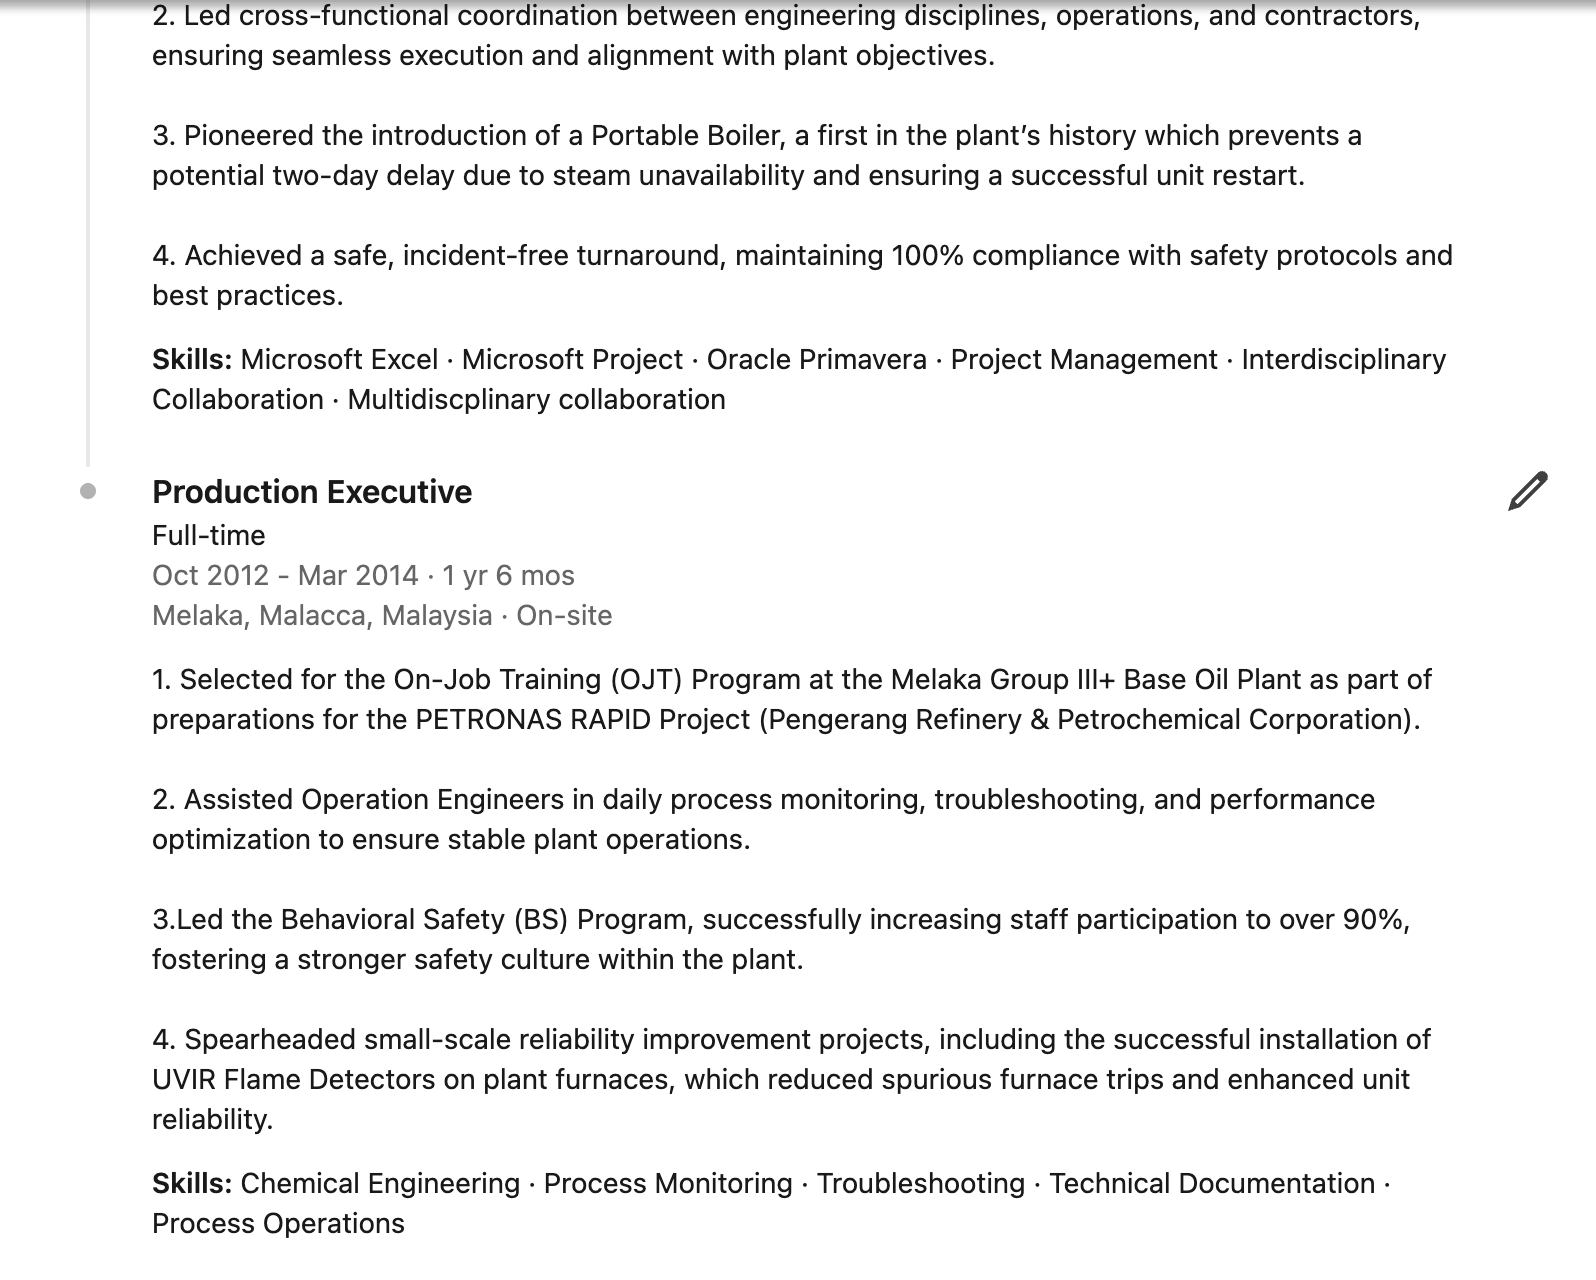 2. Led cross-functional coordination between engineering disciplines, operations, and contractors,
ensuring seamless execution and alignment with plant objectives.
3. Pioneered the introduction of a Portable Boiler, a first in the plant’s history which prevents a
potential two-day delay due to steam unavailability and ensuring a successful unit restart.
4. Achieved a safe, incident-free turnaround, maintaining 100% compliance with safety protocols and
best practices.
Skills: Microsoft Excel · Microsoft Project · Oracle Primavera · Project Management · Interdisciplinary
Collaboration · Multidiscplinary collaboration
Production Executive
Full-time
Oct 2012 - Mar 2014 · 1 yr 6 mos
Melaka, Malacca, Malaysia · On-site
1. Selected for the On-Job Training (OJT) Program at the Melaka Group III+ Base Oil Plant as part of
preparations for the PETRONAS RAPID Project (Pengerang Refinery & Petrochemical Corporation).
2. Assisted Operation Engineers in daily process monitoring, troubleshooting, and performance
optimization to ensure stable plant operations.
3.Led the Behavioral Safety (BS) Program, successfully increasing staff participation to over 90%,
fostering a stronger safety culture within the plant.
4. Spearheaded small-scale reliability improvement projects, including the successful installation of
UVIR Flame Detectors on plant furnaces, which reduced spurious furnace trips and enhanced unit
reliability.
Skills: Chemical Engineering · Process Monitoring · Troubleshooting · Technical Documentation ·
Process Operations